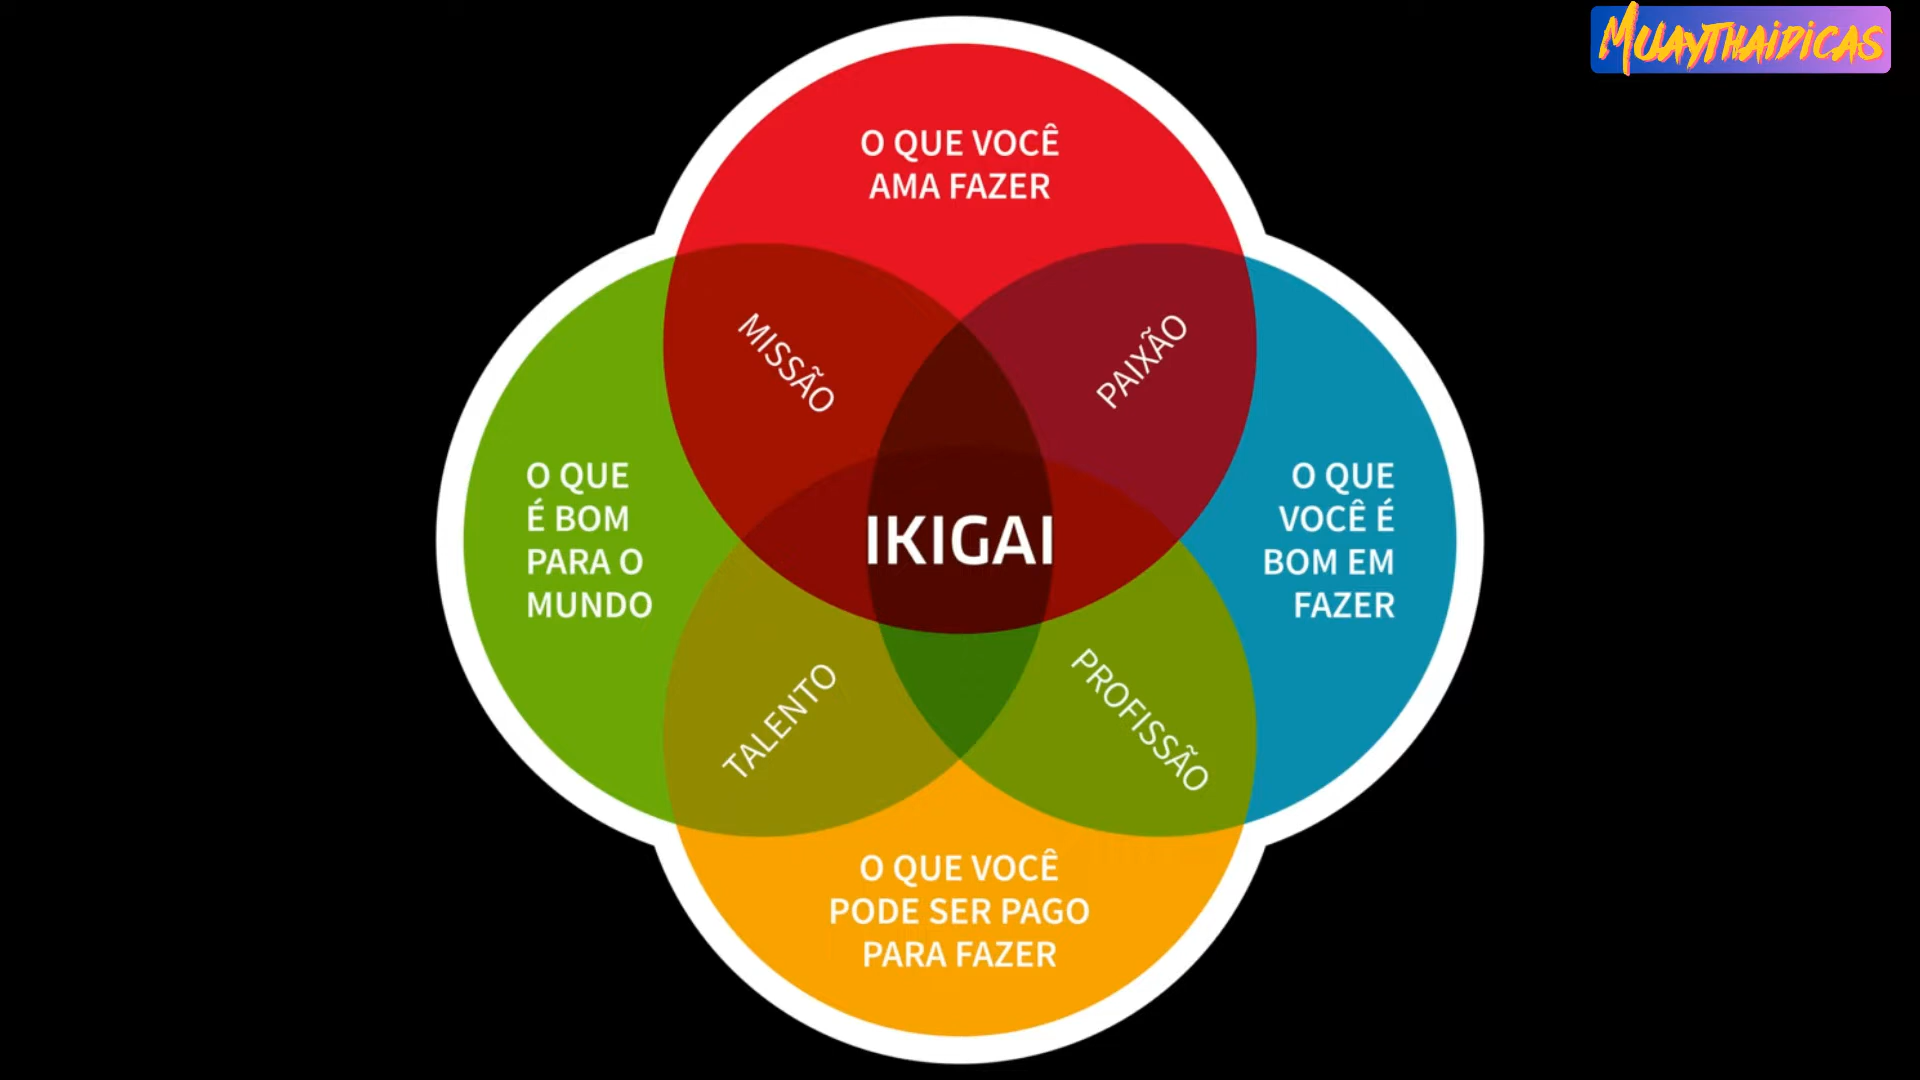 MUAYTHAIDICAS
O QUE VOCÊ
AMA FAZER
MISSÃO
PAIXÃO
O QUE
É BOM
PARA O
MUNDO
IKIGAI
O QUE
VOCÊ É
BOM EM
FAZER
TALENTO
PROFISSÃO
O QUE VOCÊ
PODE SER PAGO
PARA FAZER